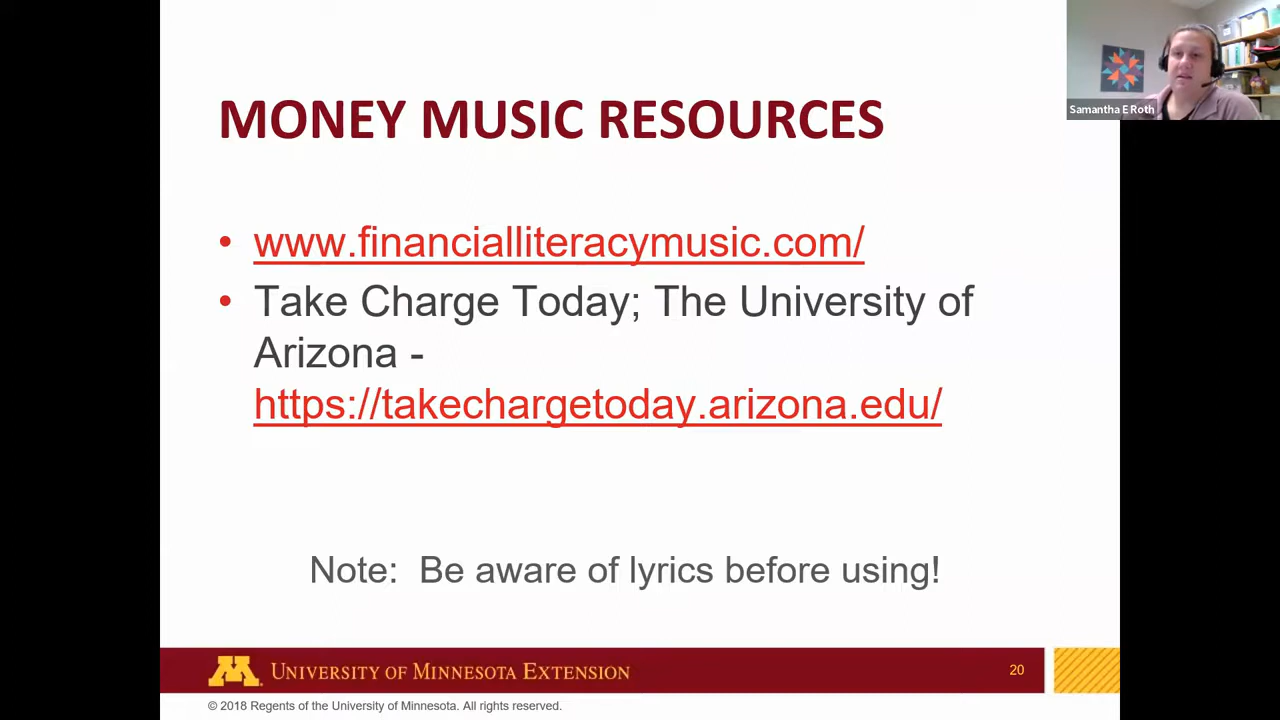 MONEY MUSIC RESOURCES
Samantha E Roth
• www.financialliteracymusic.com/
• Take Charge Today; The University of
Arizona -
https://takechargetoday.arizona.edu/
Note: Be aware of lyrics before using!
M UNIVERSITY OF MINNESOTA EXTENSION
20
© 2018 Regents of the University of Minnesota. All rights reserved.